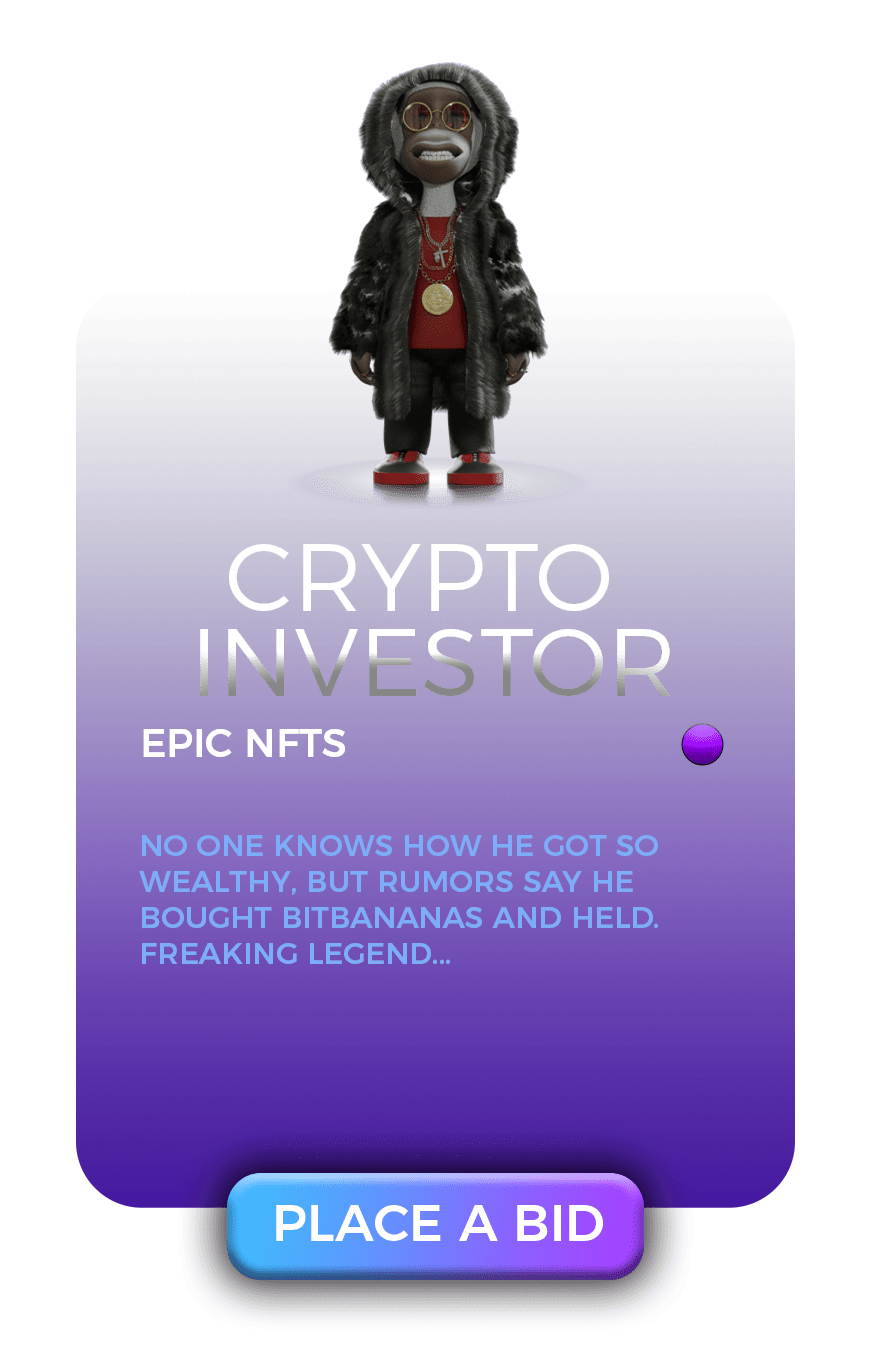 CRYPTO
INVESTOR
EPIC NFTS
NO ONE KNOWS HOW HE GOT SO
WEALTHY, BUT RUMORS SAY HE
BOUGHT BITBANANAS AND HELD.
FREAKING LEGEND...
PLACE A BID